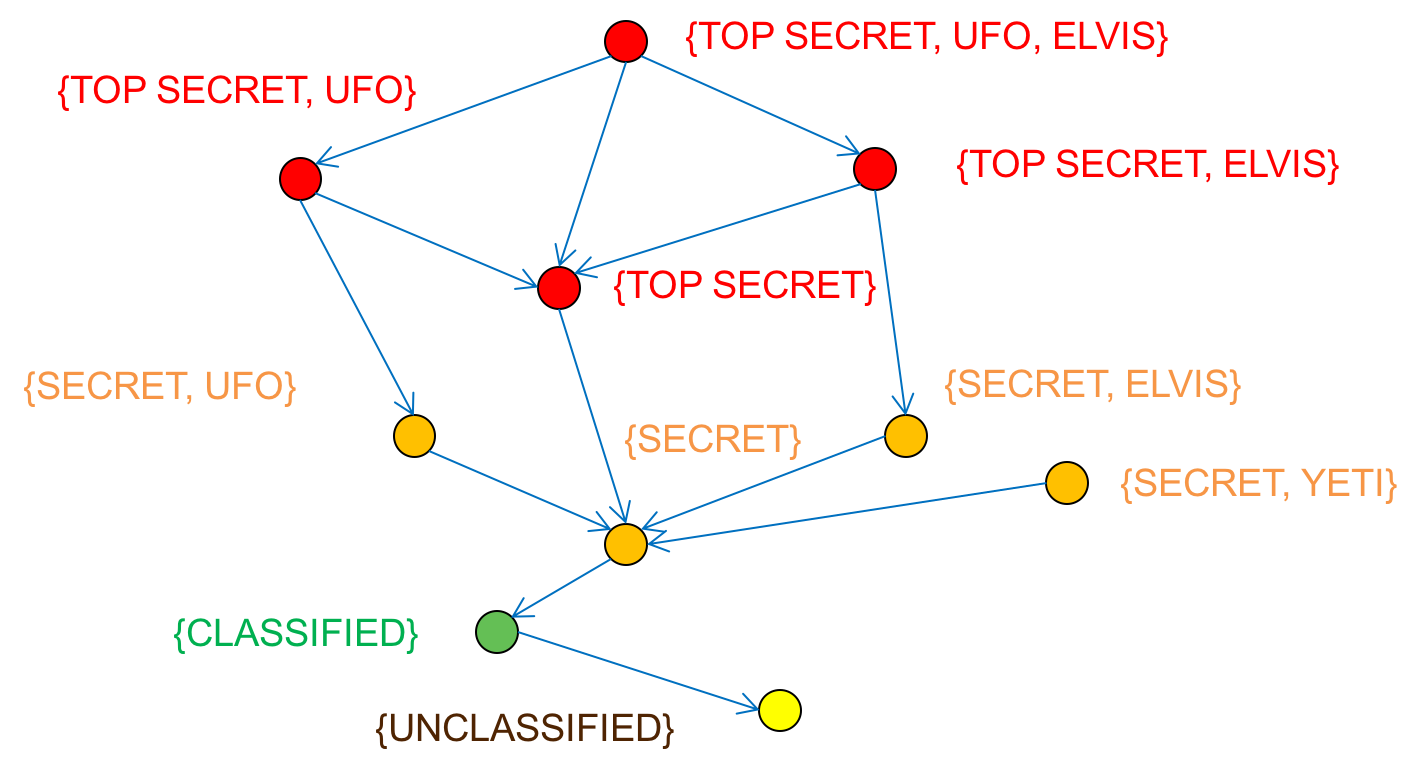 {TOP SECRET, UFO, ELVIS}
{TOP SECRET, UFO}
{TOP SECRET, ELVIS}
{TOP SECRET}
{SECRET, UFO}
{SECRET, ELVIS}
{SECRET}
{SECRET, YETI}
{CLASSIFIED}
{UNCLASSIFIED}